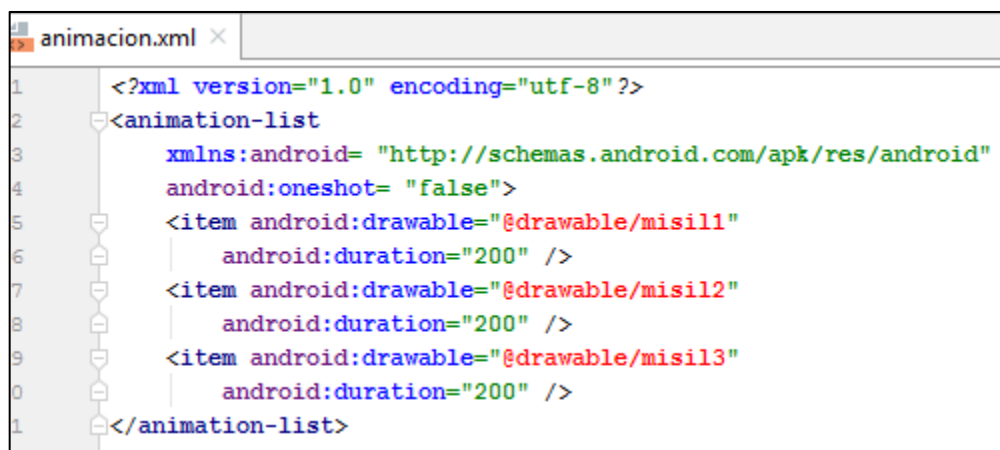 animacion.xml
1 <?xml version="1.0" encoding="utf-8"?>
2 <animation-list
3 xmlns:android= "http://schemas.android.com/apk/res/android"
4 android:oneshot= "false">
5 <item android:drawable="@drawable/misil1"
6 android:duration="200" />
7 <item android:drawable="@drawable/misil2"
8 android:duration="200" />
9 <item android:drawable="@drawable/misil3"
0 android:duration="200" />
1 </animation-list>